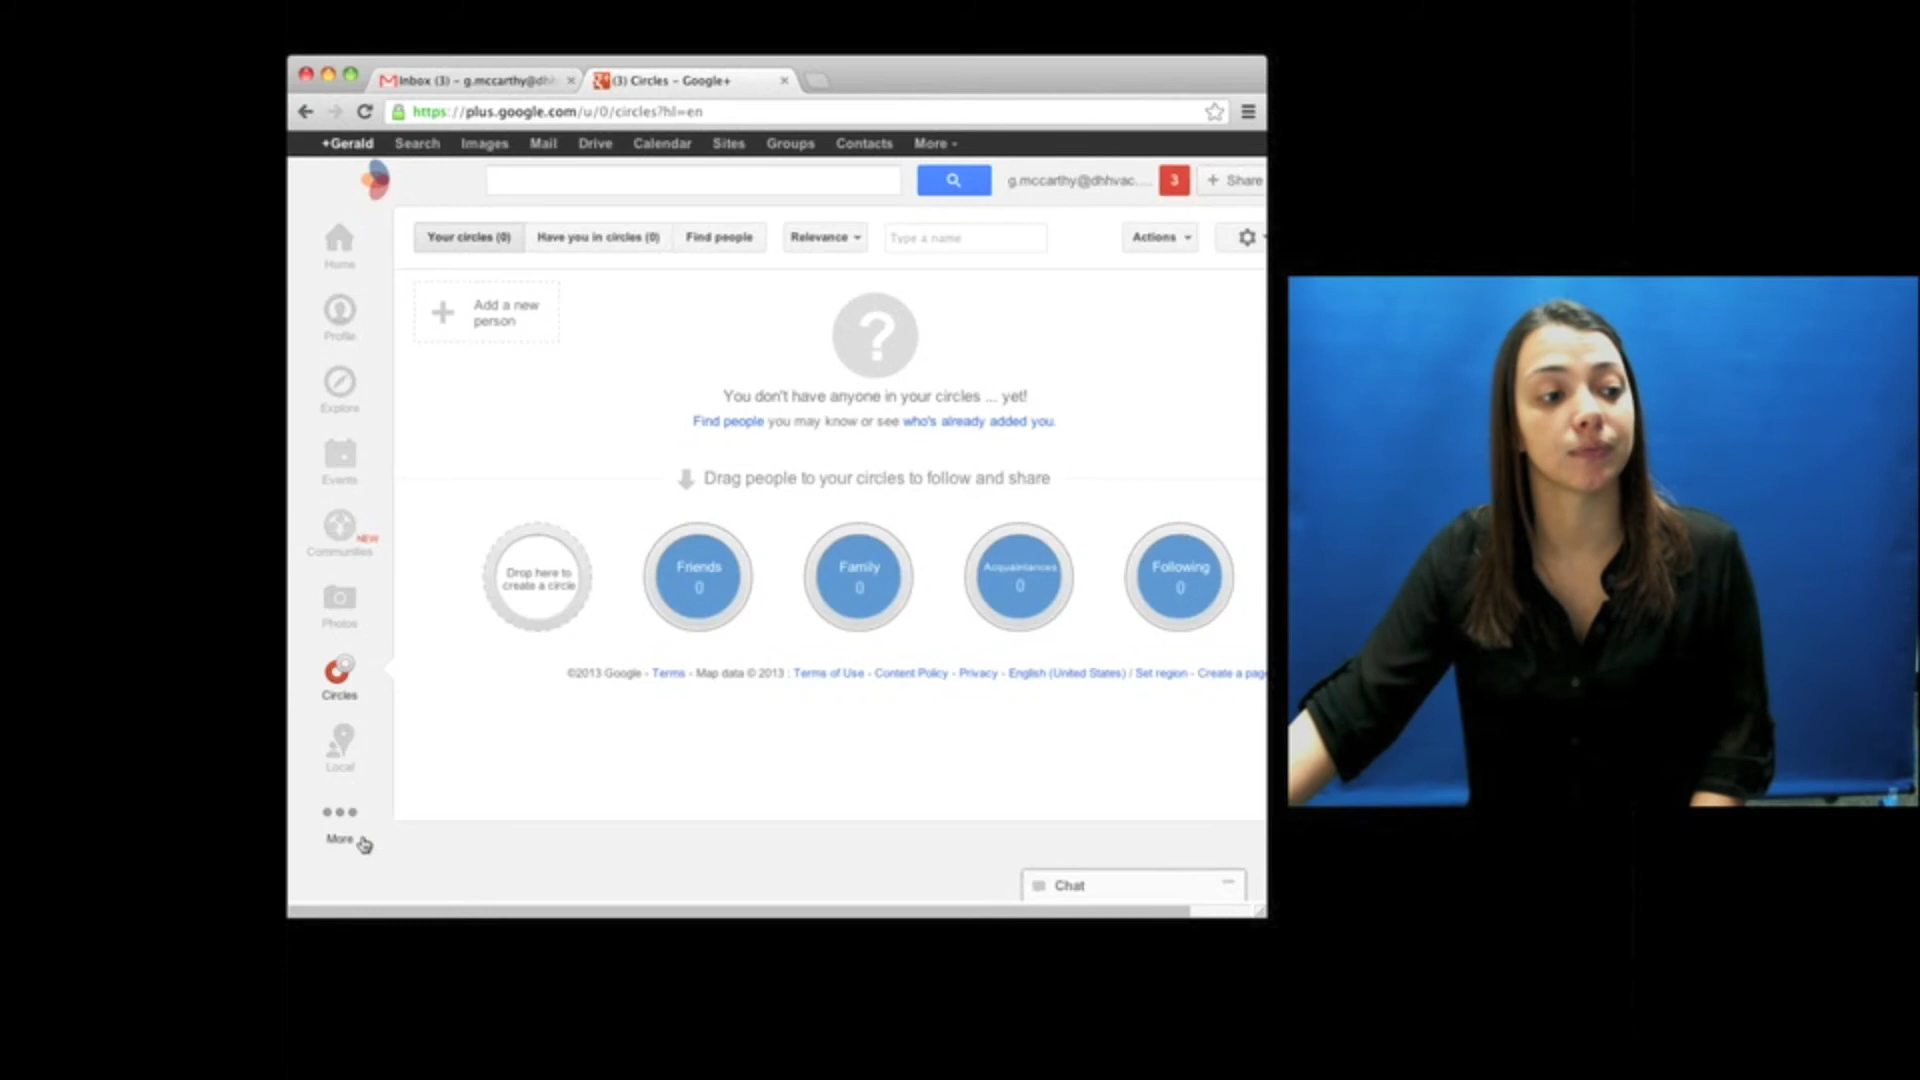 Inbox (3) - g.mccarthy@dhh
(3) Circles - Google+
https://plus.google.com/u/0/circles?hl=en
+Gerald Search Images Mail Drive Calendar Sites Groups Contacts More
g.mccarthy@dhhvac.... 3 + Share
Your circles (0) Have you in circles (0) Find people Relevance Type a name Actions
Home
Profile
Explore
Events
Communities NEW
Photos
Circles
Local
More
+ Add a new
person
?
You don't have anyone in your circles ... yet!
Find people you may know or see who's already added you.
Drag people to your circles to follow and share
Drop here to
create a circle
Friends
0
Family
0
Acquaintances
0
Following
0
©2013 Google - Terms - Map data © 2013 : Terms of Use - Content Policy - Privacy - English (United States) / Set region - Create a pag
Chat